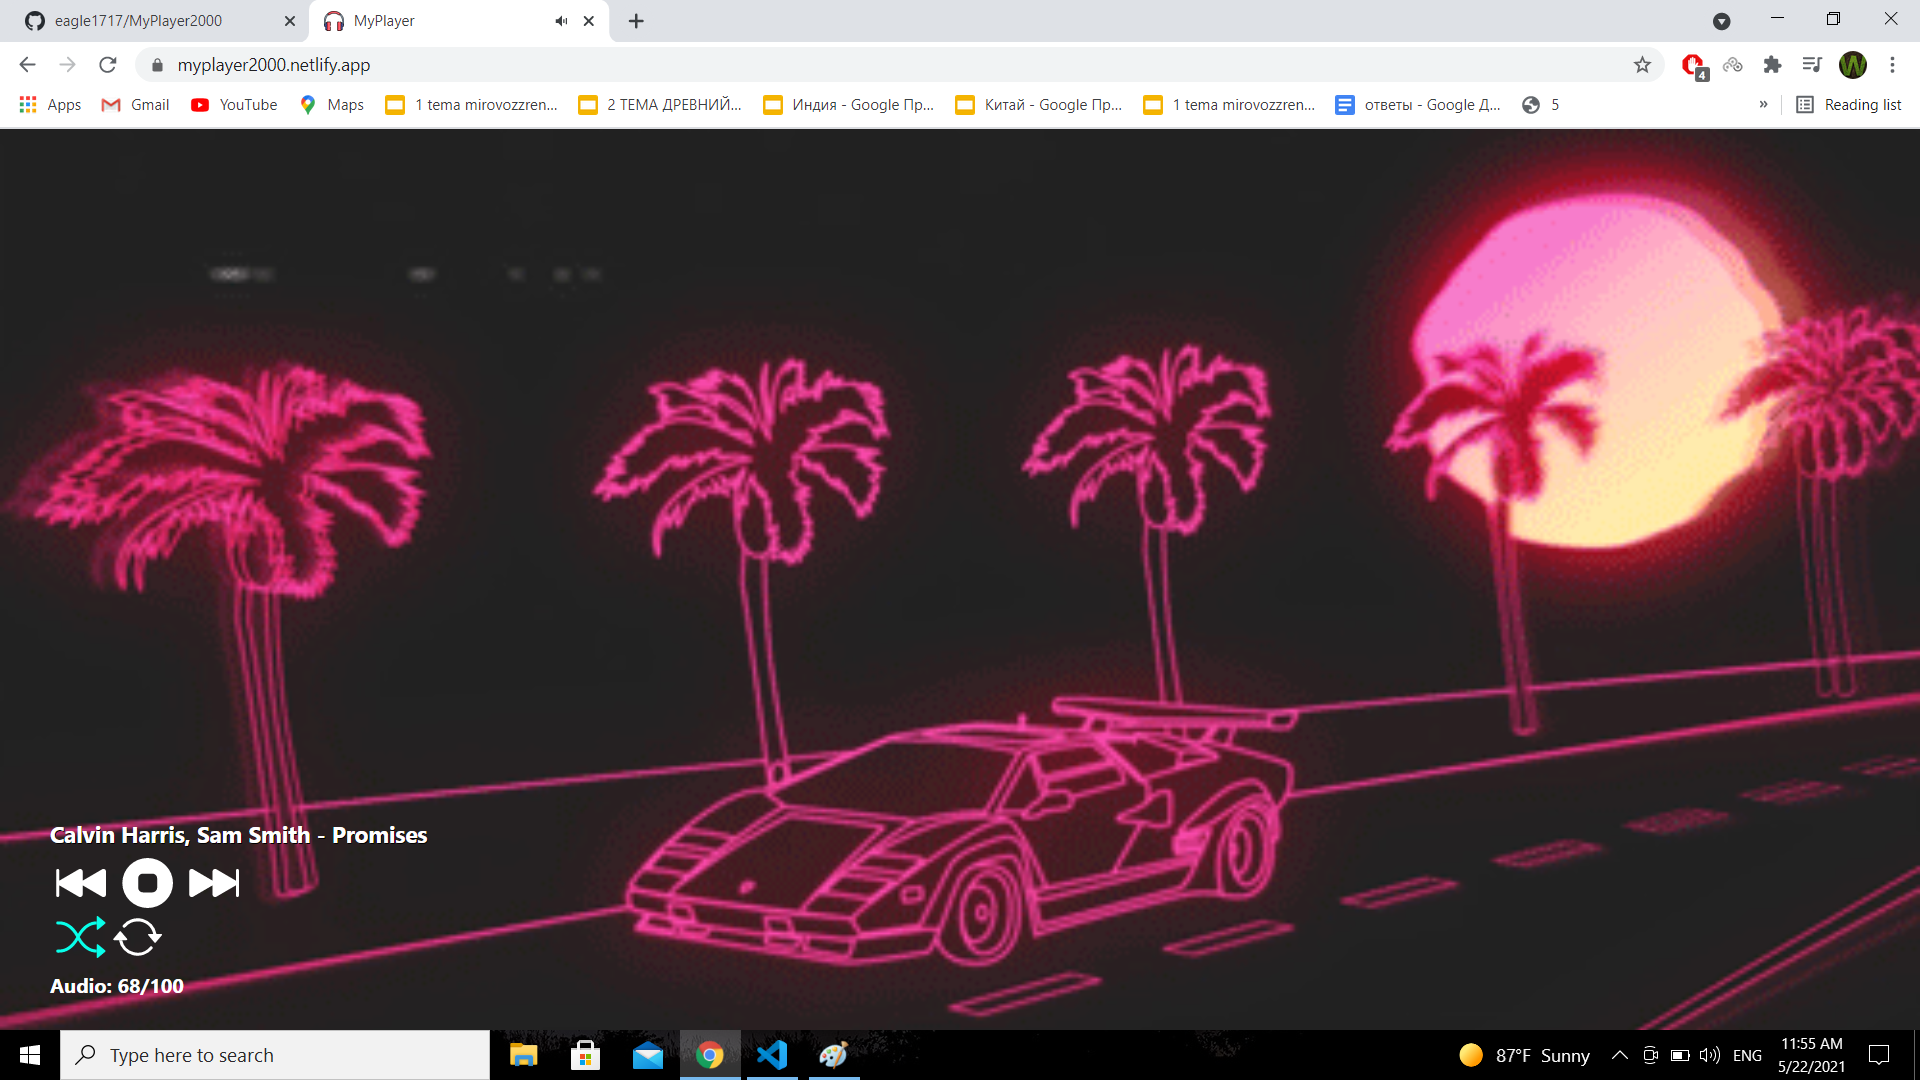 eagle1717/MyPlayer2000
MyPlayer
myplayer2000.netlify.app
4
W
Apps
Gmail
YouTube
Maps
1 tema mirovozzren...
2 ТЕМА ДРЕВНИЙ...
Индия - Google Пр...
Китай - Google Пр...
1 tema mirovozzren...
ответы - Google Д...
5
»
Reading list
Calvin Harris, Sam Smith - Promises
Audio: 68/100
Type here to search
87°F Sunny
ENG
11:55 AM
5/22/2021